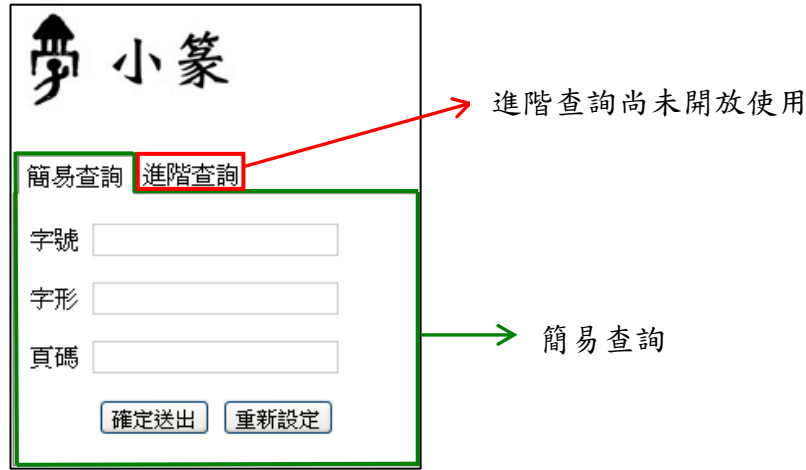 小篆
進階查詢尚未開放使用
簡易查詢 進階查詢
字號
字形
簡易查詢
頁碼
確定送出 重新設定